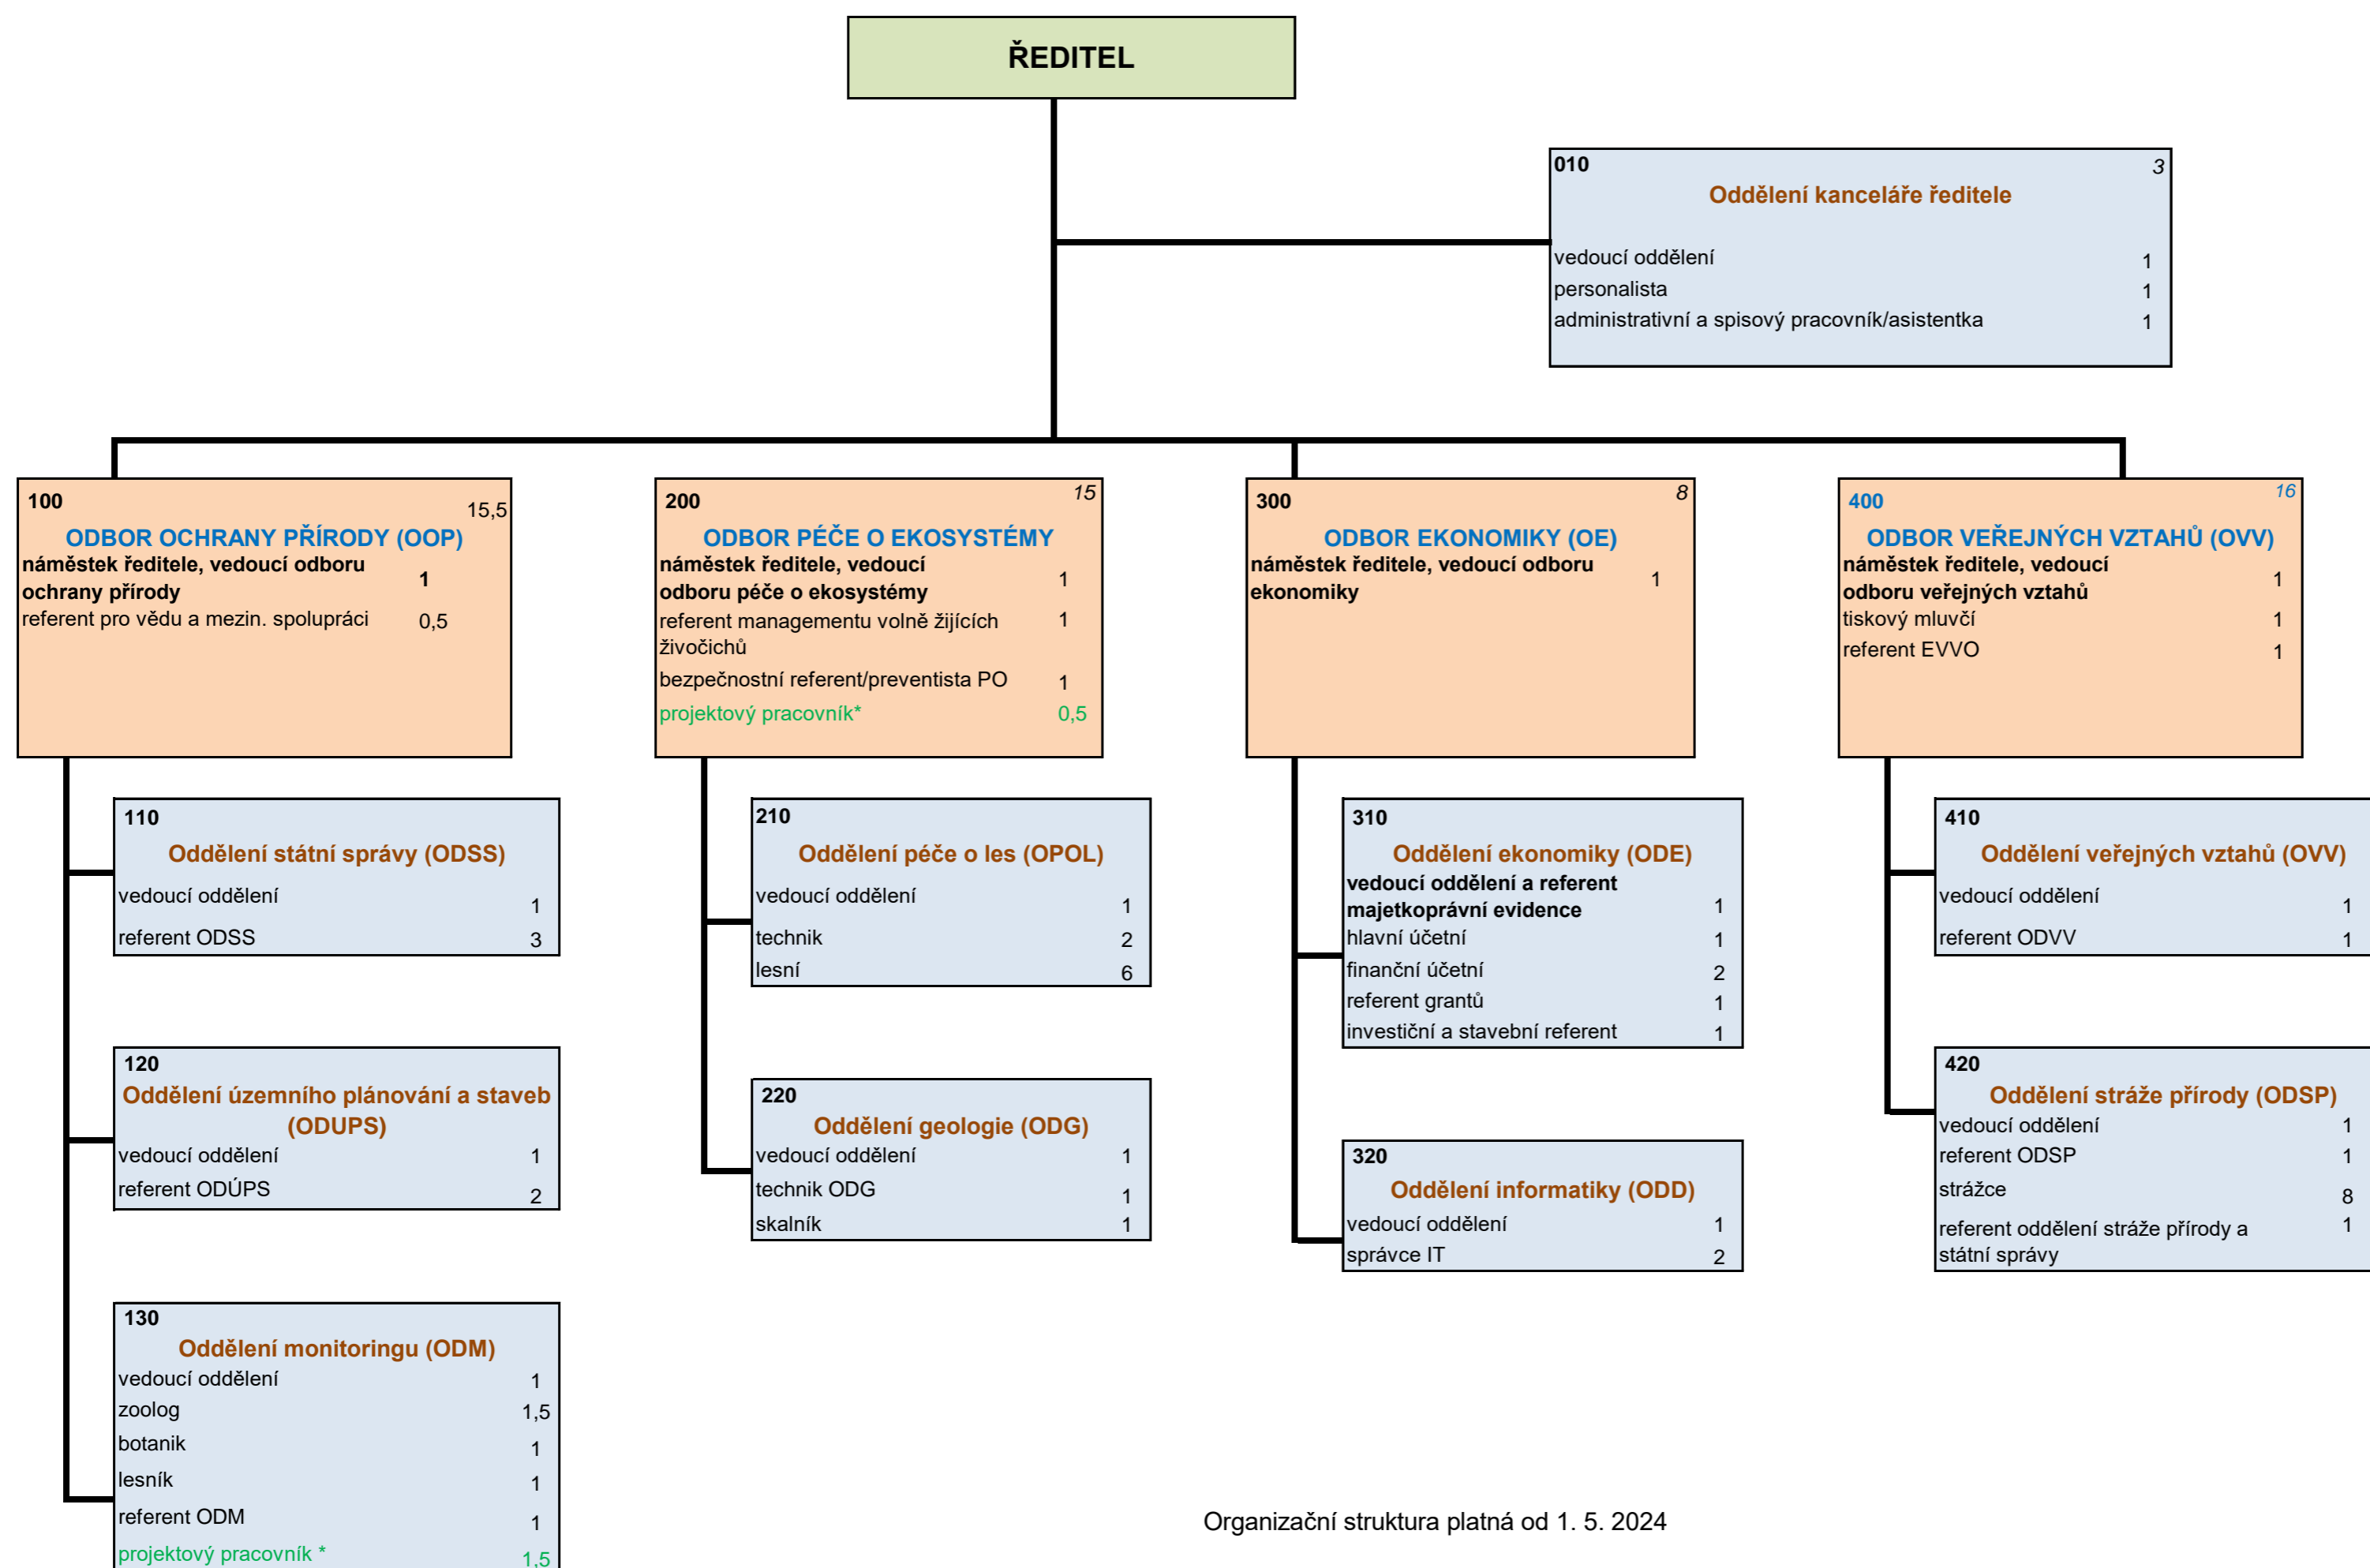 ŘEDITEL
010 3
Oddělení kanceláře ředitele
vedoucí oddělení 1
personalista 1
administrativní a spisový pracovník/asistentka 1
100 15,5
ODBOR OCHRANY PŘÍRODY (OOP)
náměstek ředitele, vedoucí odboru
ochrany přírody 1
referent pro vědu a mezin. spolupráci 0,5
200 15
ODBOR PÉČE O EKOSYSTÉMY
náměstek ředitele, vedoucí
odboru péče o ekosystémy 1
referent managementu volně žijících 1
živočichů
bezpečnostní referent/preventista PO 1
projektový pracovník* 0,5
300 8
ODBOR EKONOMIKY (OE)
náměstek ředitele, vedoucí odboru
ekonomiky 1
400 16
ODBOR VEŘEJNÝCH VZTAHŮ (OVV)
náměstek ředitele, vedoucí
odboru veřejných vztahů 1
tiskový mluvčí 1
referent EVVO 1
110
Oddělení státní správy (ODSS)
vedoucí oddělení 1
referent ODSS 3
120
Oddělení územního plánování a staveb
(ODUPS)
vedoucí oddělení 1
referent ODÚPS 2
130
Oddělení monitoringu (ODM)
vedoucí oddělení 1
zoolog 1,5
botanik 1
lesník 1
referent ODM 1
projektový pracovník * 1,5
210
Oddělení péče o les (OPOL)
vedoucí oddělení 1
technik 2
lesní 6
220
Oddělení geologie (ODG)
vedoucí oddělení 1
technik ODG 1
skalník 1
310
Oddělení ekonomiky (ODE)
vedoucí oddělení a referent
majetkoprávní evidence 1
hlavní účetní 1
finanční účetní 2
referent grantů 1
investiční a stavební referent 1
320
Oddělení informatiky (ODD)
vedoucí oddělení 1
správce IT 2
410
Oddělení veřejných vztahů (OVV)
vedoucí oddělení 1
referent ODVV 1
420
Oddělení stráže přírody (ODSP)
vedoucí oddělení 1
referent ODSP 1
strážce 8
referent oddělení stráže přírody a 1
státní správy
Organizační struktura platná od 1. 5. 2024